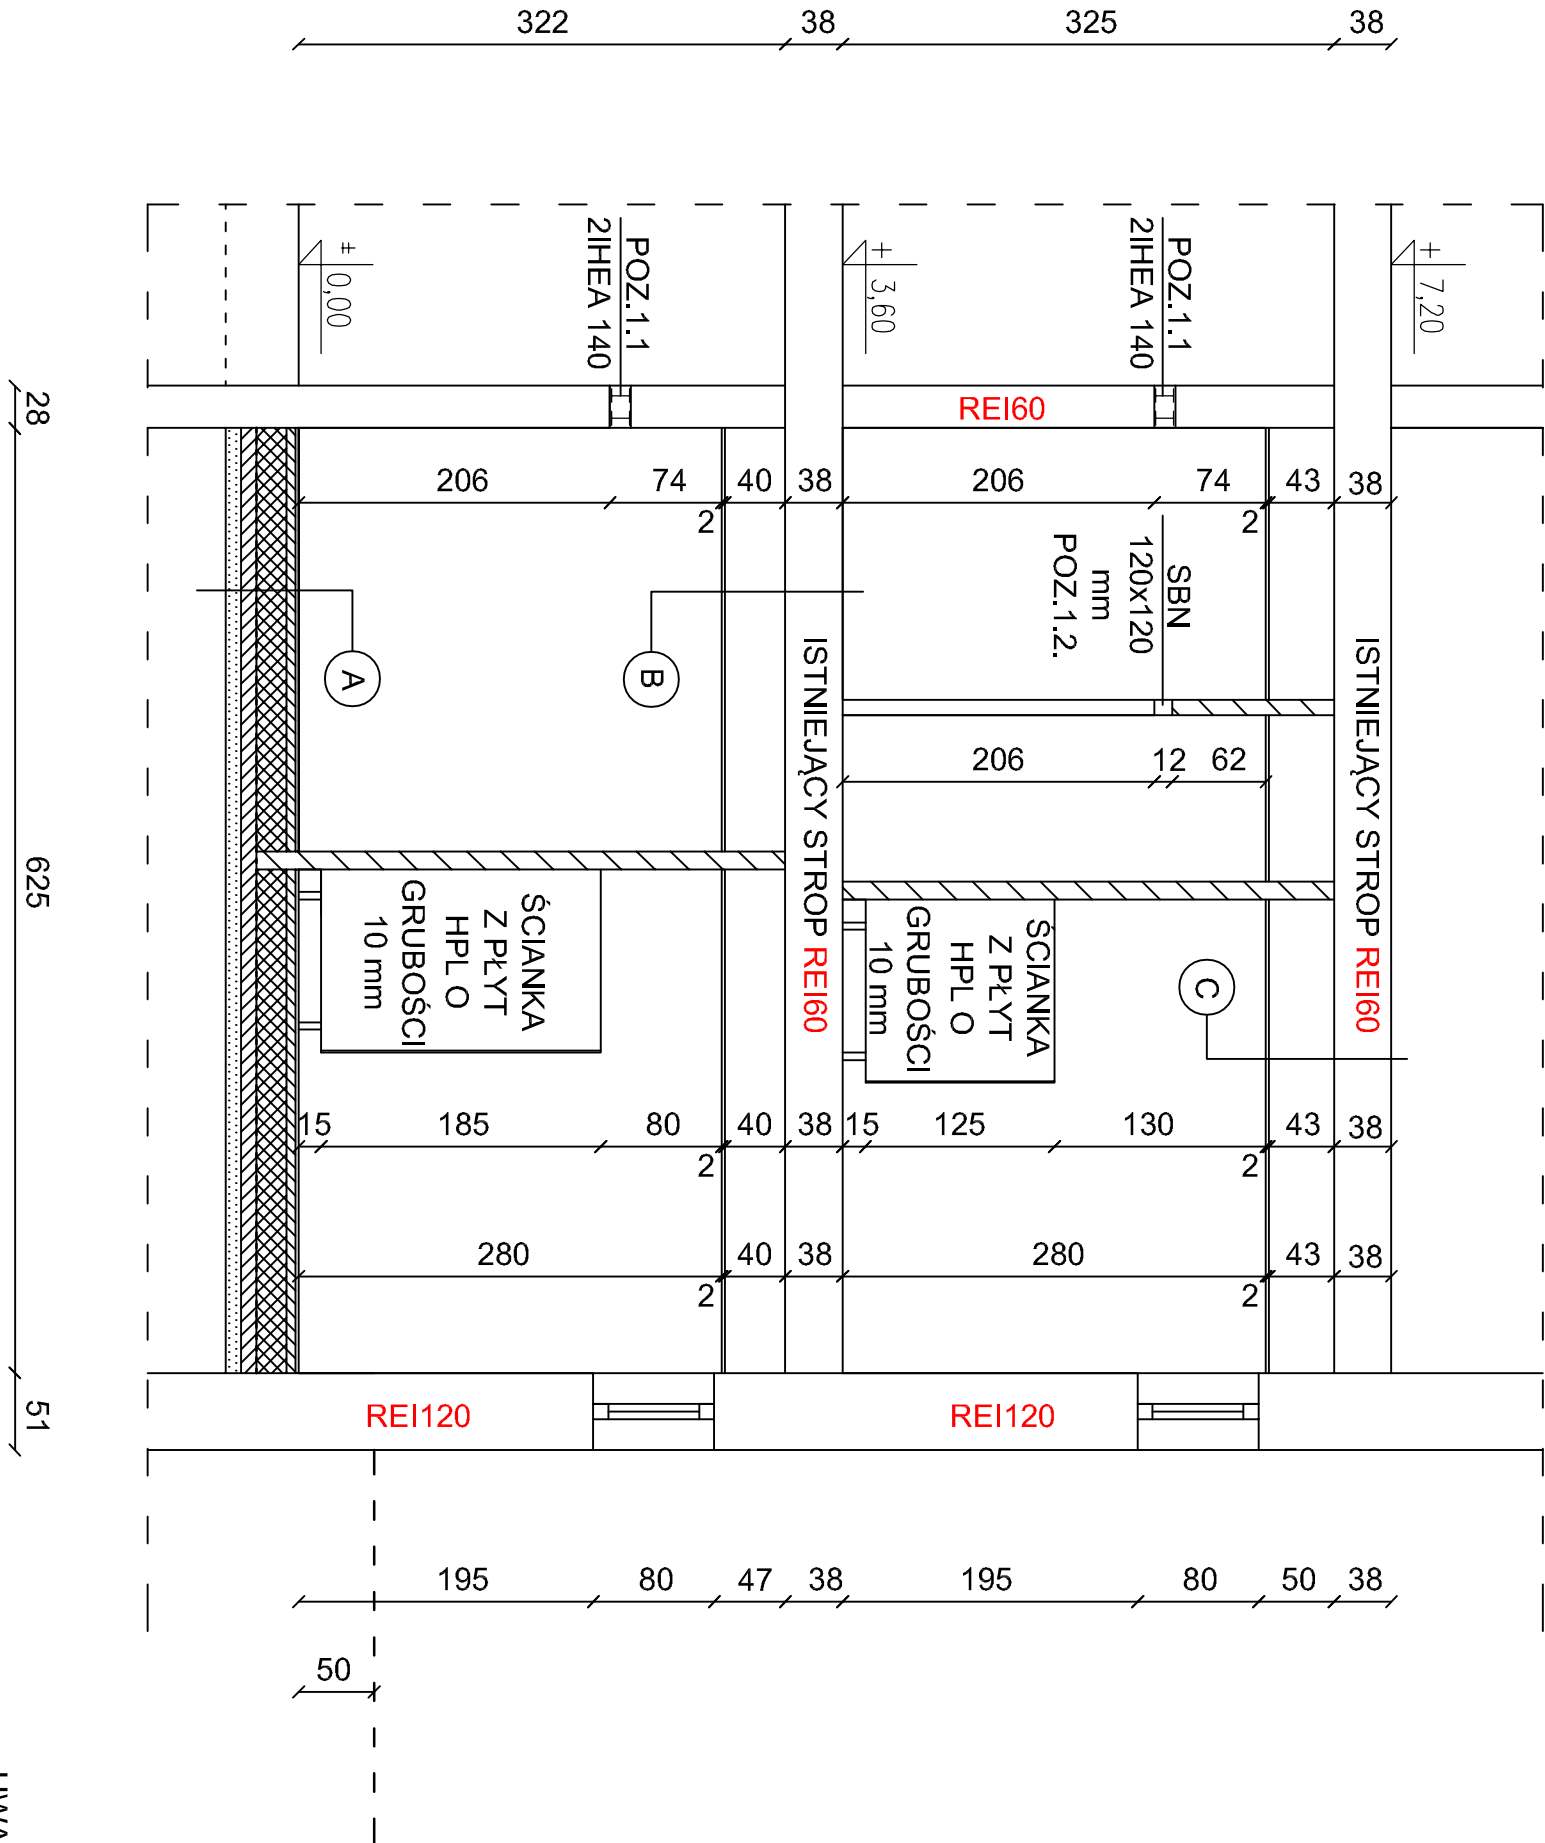 322
38
325
38
POZ.1.1
2IHEA 140
POZ.1.1
2IHEA 140
± 0,00
+ 3,60
+ 7,20
REI60
28
625
51
206
74
2
40
38
206
74
2
43
38
SBN
120x120
mm
POZ.1.2.
A
B
C
ISTNIEJĄCY STROP REI60
ISTNIEJĄCY STROP REI60
206
12
62
ŚCIANKA
Z PŁYT
HPL O
GRUBOŚCI
10 mm
ŚCIANKA
Z PŁYT
HPL O
GRUBOŚCI
10 mm
15
185
80
2
40
38
15
125
130
2
43
38
280
2
40
38
280
2
43
38
REI120
REI120
195
80
47
38
195
80
50
38
50